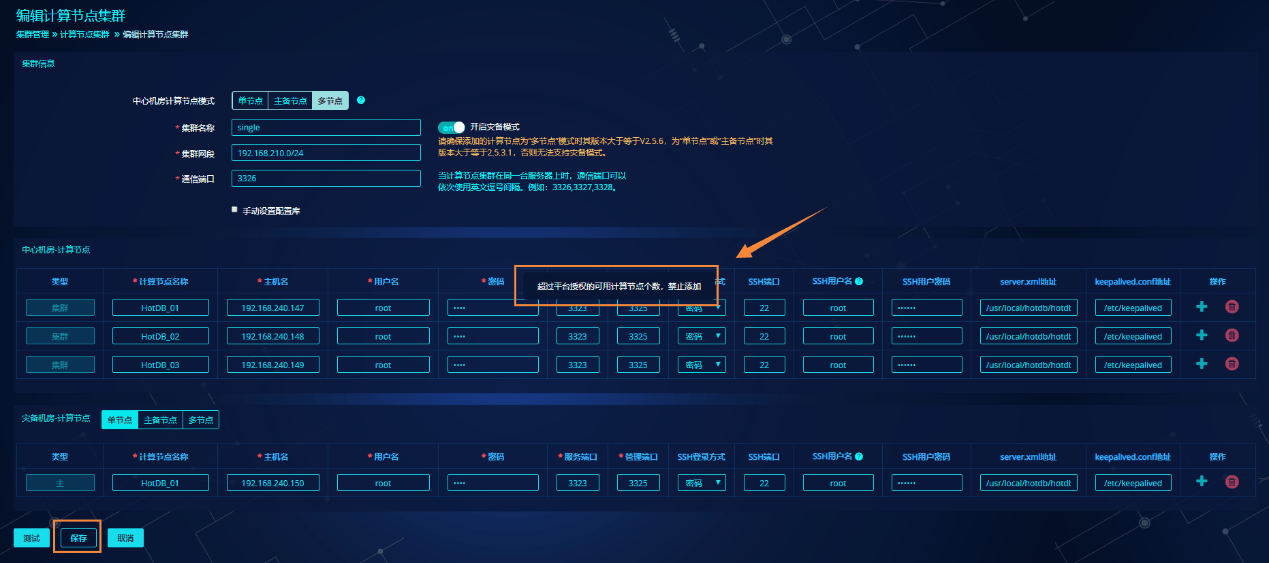 编辑计算节点集群
集群管理 » 计算节点集群 » 编辑计算节点集群
集群信息
中心机房计算节点模式 单节点 主备节点 多节点 ?
* 集群名称 single on 开启灾备模式
请确保添加的计算节点为"多节点"模式时其版本大于等于V2.5.6，为"单节点"或"主备节点"时其
版本大于等于2.5.3.1，否则无法支持灾备模式。
* 集群网段 192.168.210.0/24
* 通信端口 3326 当计算节点集群在同一台服务器上时，通信端口可以
依次使用英文逗号间隔。例如：3326,3327,3328。
手动设置配置库
中心机房-计算节点
类型 * 计算节点名称 * 主机名 * 用户名 * 密码 式 SSH端口 SSH用户名 ? SSH用户密码 server.xml地址 keepalived.conf地址 操作
超过平台授权的可用计算节点个数，禁止添加
集群 HotDB_01 192.168.240.147 root •••• 3323 3325 密码 22 root •••••• /usr/local/hotdb/hotdt /etc/keepalived
集群 HotDB_02 192.168.240.148 root •••• 3323 3325 密码 22 root •••••• /usr/local/hotdb/hotdt /etc/keepalived
集群 HotDB_03 192.168.240.149 root •••• 3323 3325 密码 22 root •••••• /usr/local/hotdb/hotdt /etc/keepalived
灾备机房-计算节点 单节点 主备节点 多节点
类型 * 计算节点名称 * 主机名 * 用户名 * 密码 * 服务端口 * 管理端口 SSH登录方式 SSH端口 SSH用户名 ? SSH用户密码 server.xml地址 keepalived.conf地址 操作
主 HotDB_01 192.168.240.150 root •••• 3323 3325 密码 22 root •••••• /usr/local/hotdb/hotdt /etc/keepalived
测试 保存 取消